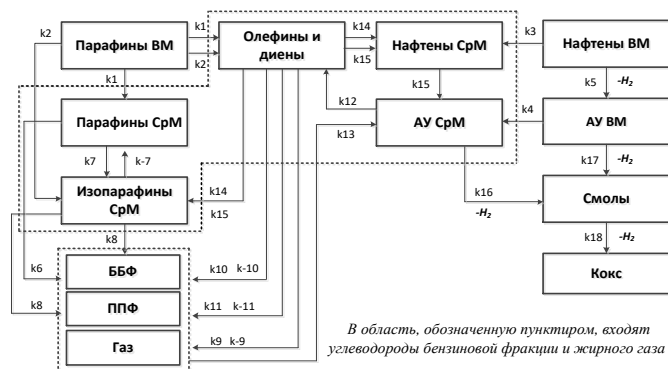 k1
k14
k2
Парафины ВМ
Олефины и
диены
Нафтены СрМ
k3
Нафтены ВМ
k2
k15
k1
k15
k5
-H₂
k12
k4
Парафины СрМ
АУ СрМ
АУ ВМ
k13
k7
k-7
k17
-H₂
k14
k16
Изопарафины
СрМ
k15
-H₂
Смолы
k8
k18
-H₂
k6
ББФ
k10
k-10
Кокс
k8
ППФ
k11
k-11
Газ
k9
k-9
В область, обозначенную пунктиром, входят
углеводороды бензиновой фракции и жирного газа